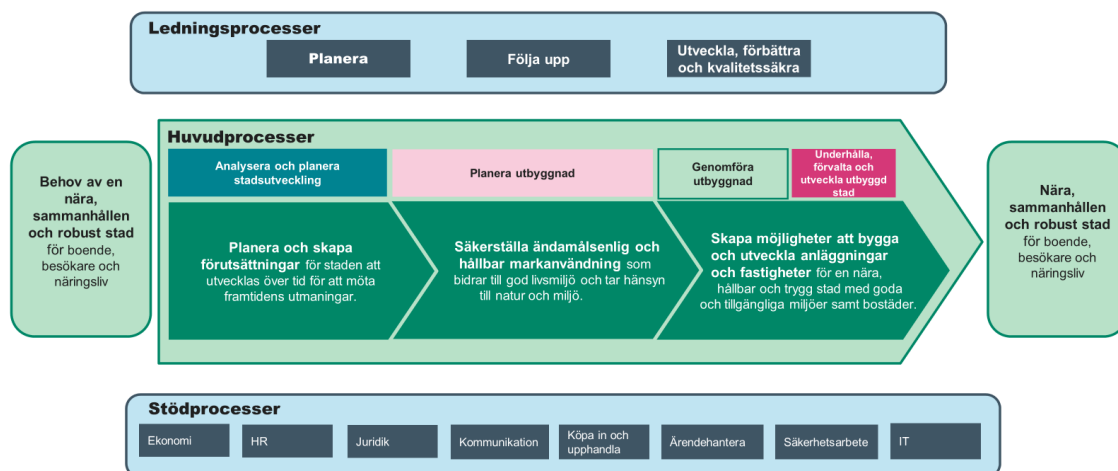 Ledningsprocesser
Planera
Följa upp
Utveckla, förbättra
och kvalitetssäkra
Behov av en
nära,
sammanhållen
och robust stad
för boende,
besökare och
näringsliv
Huvudprocesser
Analysera och planera
stadsutveckling
Planera utbyggnad
Genomföra
utbyggnad
Underhålla,
förvalta och
utveckla utbyggd
stad
Planera och skapa
förutsättningar för staden att
utvecklas över tid för att möta
framtidens utmaningar.
Säkerställa ändamålsenlig och
hållbar markanvändning som
bidrar till god livsmiljö och tar hänsyn
till natur och miljö.
Skapa möjligheter att bygga
och utveckla anläggningar
och fastigheter för en nära,
hållbar och trygg stad med goda
och tillgängliga miljöer samt bostäder.
Nära,
sammanhållen
och robust stad
för boende,
besökare och
näringsliv
Stödprocesser
Ekonomi
HR
Juridik
Kommunikation
Köpa in och
upphandla
Ärendehantera
Säkerhetsarbete
IT